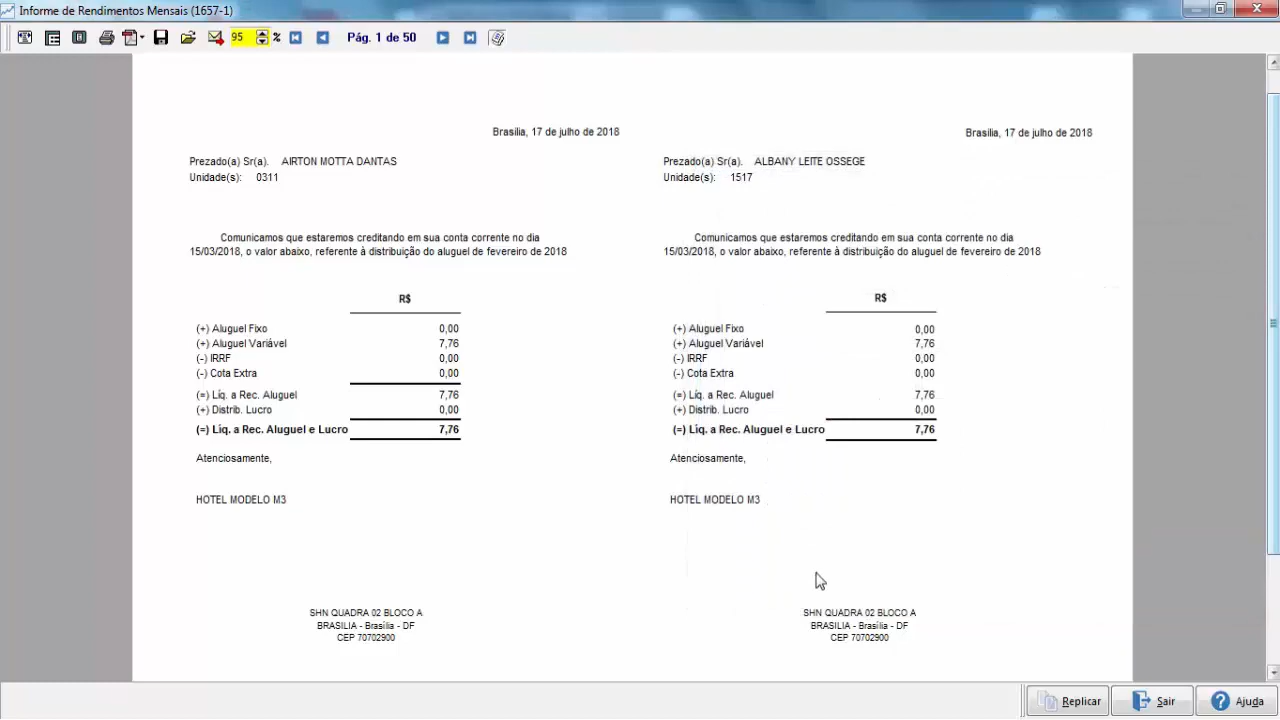 Informe de Rendimentos Mensais (1657-1)
95 % Pág. 1 de 50
Brasilia, 17 de julho de 2018
Prezado(a) Sr(a). AIRTON MOTTA DANTAS
Unidade(s): 0311
Comunicamos que estaremos creditando em sua conta corrente no dia
15/03/2018, o valor abaixo, referente à distribuição do aluguel de fevereiro de 2018
R$
(+) Aluguel Fixo 0,00
(+) Aluguel Variável 7,76
(-) IRRF 0,00
(-) Cota Extra 0,00
(=) Líq. a Rec. Aluguel 7,76
(+) Distrib. Lucro 0,00
(=) Líq. a Rec. Aluguel e Lucro 7,76
Atenciosamente,
HOTEL MODELO M3
SHN QUADRA 02 BLOCO A
BRASILIA - Brasília - DF
CEP 70702900
Brasilia, 17 de julho de 2018
Prezado(a) Sr(a). ALBANY LEITE OSSEGE
Unidade(s): 1517
Comunicamos que estaremos creditando em sua conta corrente no dia
15/03/2018, o valor abaixo, referente à distribuição do aluguel de fevereiro de 2018
R$
(+) Aluguel Fixo 0,00
(+) Aluguel Variável 7,76
(-) IRRF 0,00
(-) Cota Extra 0,00
(=) Líq. a Rec. Aluguel 7,76
(+) Distrib. Lucro 0,00
(=) Líq. a Rec. Aluguel e Lucro 7,76
Atenciosamente,
HOTEL MODELO M3
SHN QUADRA 02 BLOCO A
BRASILIA - Brasília - DF
CEP 70702900
Replicar Sair Ajuda